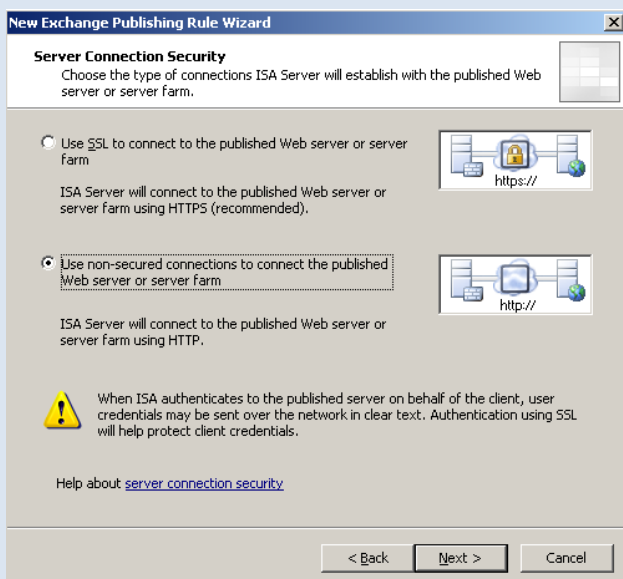 New Exchange Publishing Rule Wizard
Server Connection Security
Choose the type of connections ISA Server will establish with the published Web
server or server farm.
Use SSL to connect to the published Web server or server
farm
https://
ISA Server will connect to the published Web server or
server farm using HTTPS (recommended).
Use non-secured connections to connect the published
Web server or server farm
http://
ISA Server will connect to the published Web server or
server farm using HTTP.
When ISA authenticates to the published server on behalf of the client, user
credentials may be sent over the network in clear text. Authentication using SSL
will help protect client credentials.
Help about server connection security
< Back
Next >
Cancel